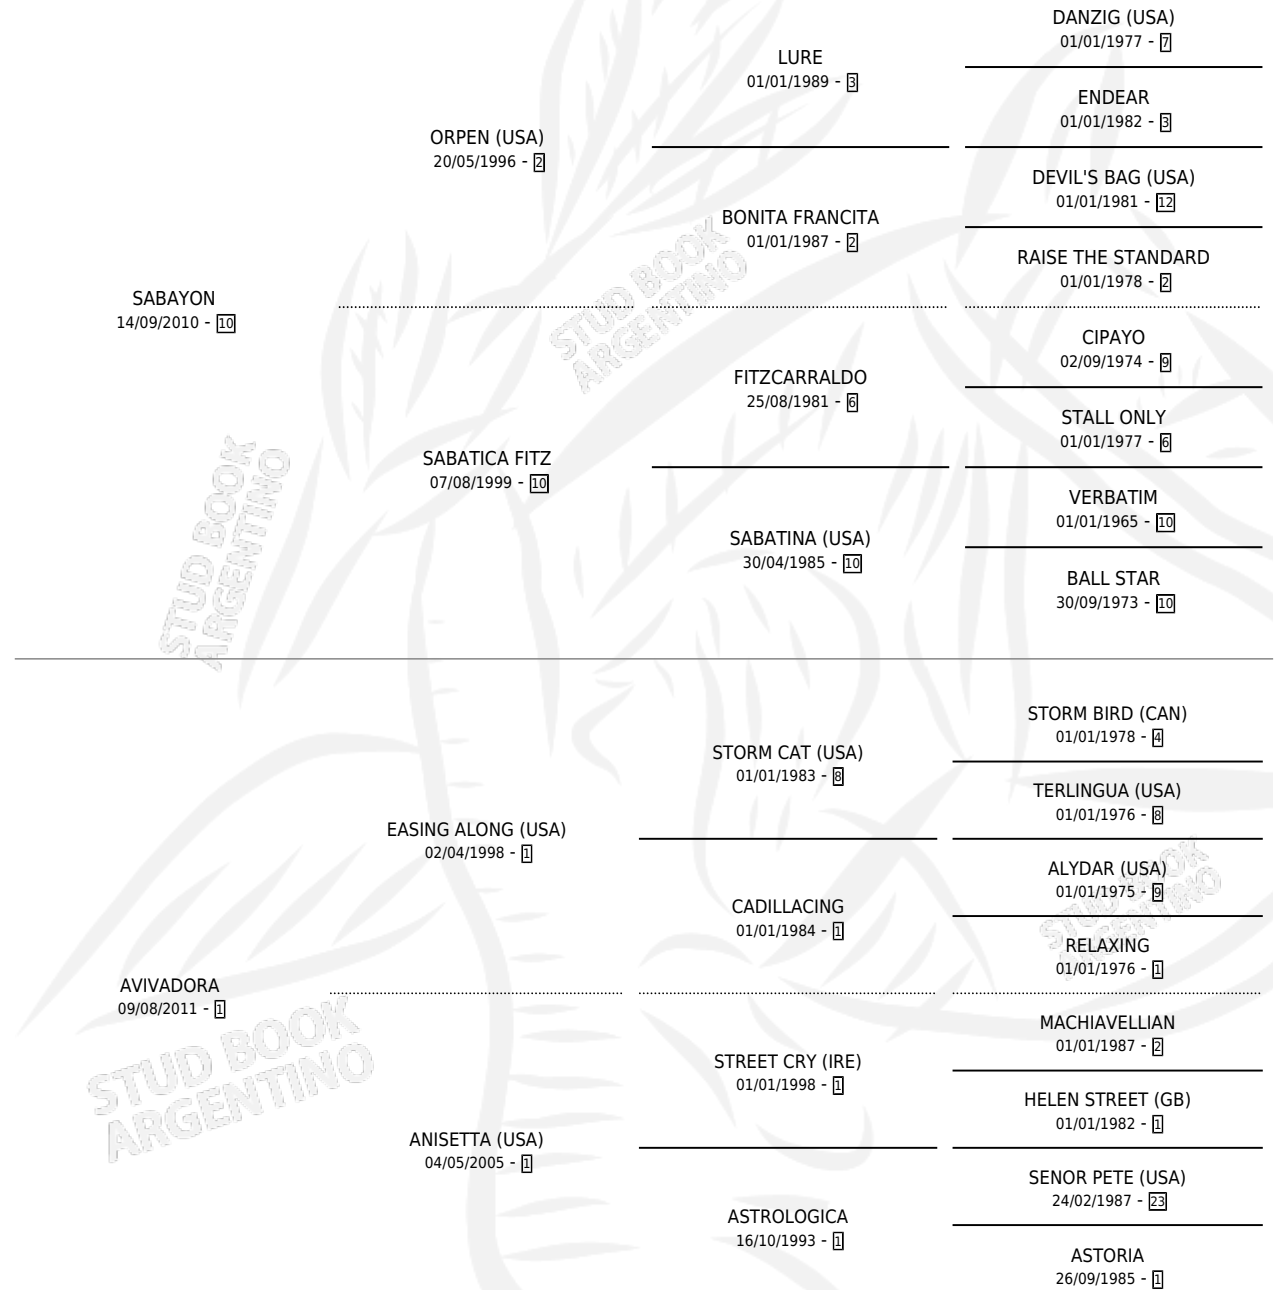 DANZIG (USA)
01/01/1977 - 7
LURE
01/01/1989 - 3
ENDEAR
01/01/1982 - 3
ORPEN (USA)
20/05/1996 - 2
DEVIL'S BAG (USA)
01/01/1981 - 12
BONITA FRANCITA
01/01/1987 - 2
RAISE THE STANDARD
01/01/1978 - 2
SABAYON
14/09/2010 - 10
CIPAYO
02/09/1974 - 9
FITZCARRALDO
25/08/1981 - 6
STALL ONLY
01/01/1977 - 6
SABATICA FITZ
07/08/1999 - 10
VERBATIM
01/01/1965 - 10
SABATINA (USA)
30/04/1985 - 10
BALL STAR
30/09/1973 - 10
STORM BIRD (CAN)
01/01/1978 - 4
STORM CAT (USA)
01/01/1983 - 8
TERLINGUA (USA)
01/01/1976 - 8
EASING ALONG (USA)
02/04/1998 - 1
ALYDAR (USA)
01/01/1975 - 9
CADILLACING
01/01/1984 - 1
RELAXING
01/01/1976 - 1
AVIVADORA
09/08/2011 - 1
MACHIAVELLIAN
01/01/1987 - 2
STREET CRY (IRE)
01/01/1998 - 1
HELEN STREET (GB)
01/01/1982 - 1
ANISETTA (USA)
04/05/2005 - 1
SENOR PETE (USA)
24/02/1987 - 23
ASTROLOGICA
16/10/1993 - 1
ASTORIA
26/09/1985 - 1
STUD BOOK
ARGENTINO
STUD BOOK
ARGENTINO
STUD BOOK
ARGENTINO
STUD BOOK
ARGENTINO